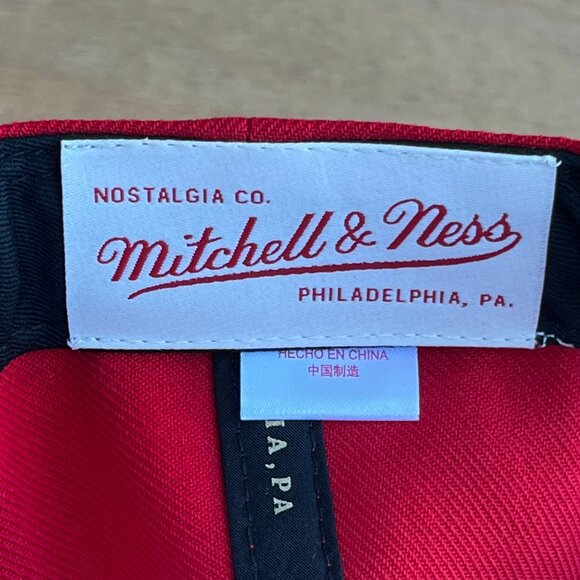 NOSTALGIA CO.
Mitchell & Ness
PHILADELPHIA, PA.
HECHO EN CHINA
中国制造
IA, PA